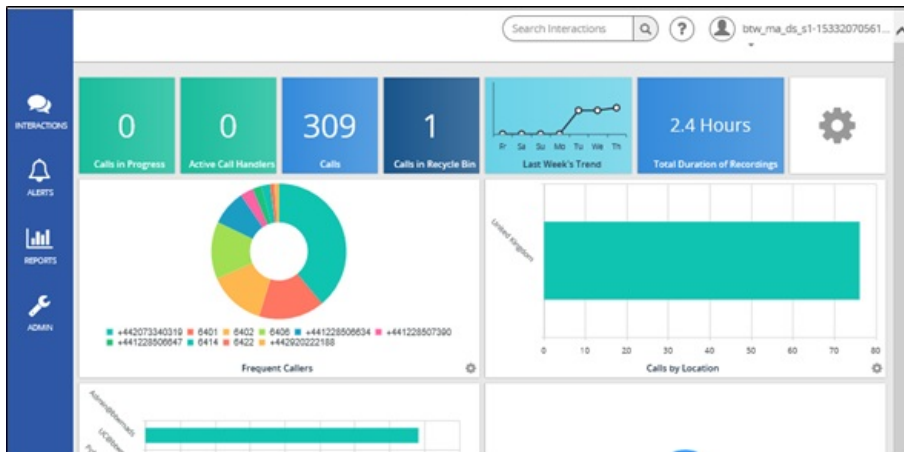 Search Interactions
?
btw_ma_ds_s1-15332070561...
INTERACTIONS
ALERTS
REPORTS
ADMIN
0
Calls in Progress
0
Active Call Handlers
309
Calls
1
Calls in Recycle Bin
Fr Sa Su Mo Tu We Th
Last Week's Trend
2.4 Hours
Total Duration of Recordings
+442073340319 6401 6402 6406 +441228506634 +441228507390
+441228506647 6414 6422 +442920222188
Frequent Callers
United Kingdom
0 10 20 30 40 50 60 70 80
Calls by Location
Admin@btwmads